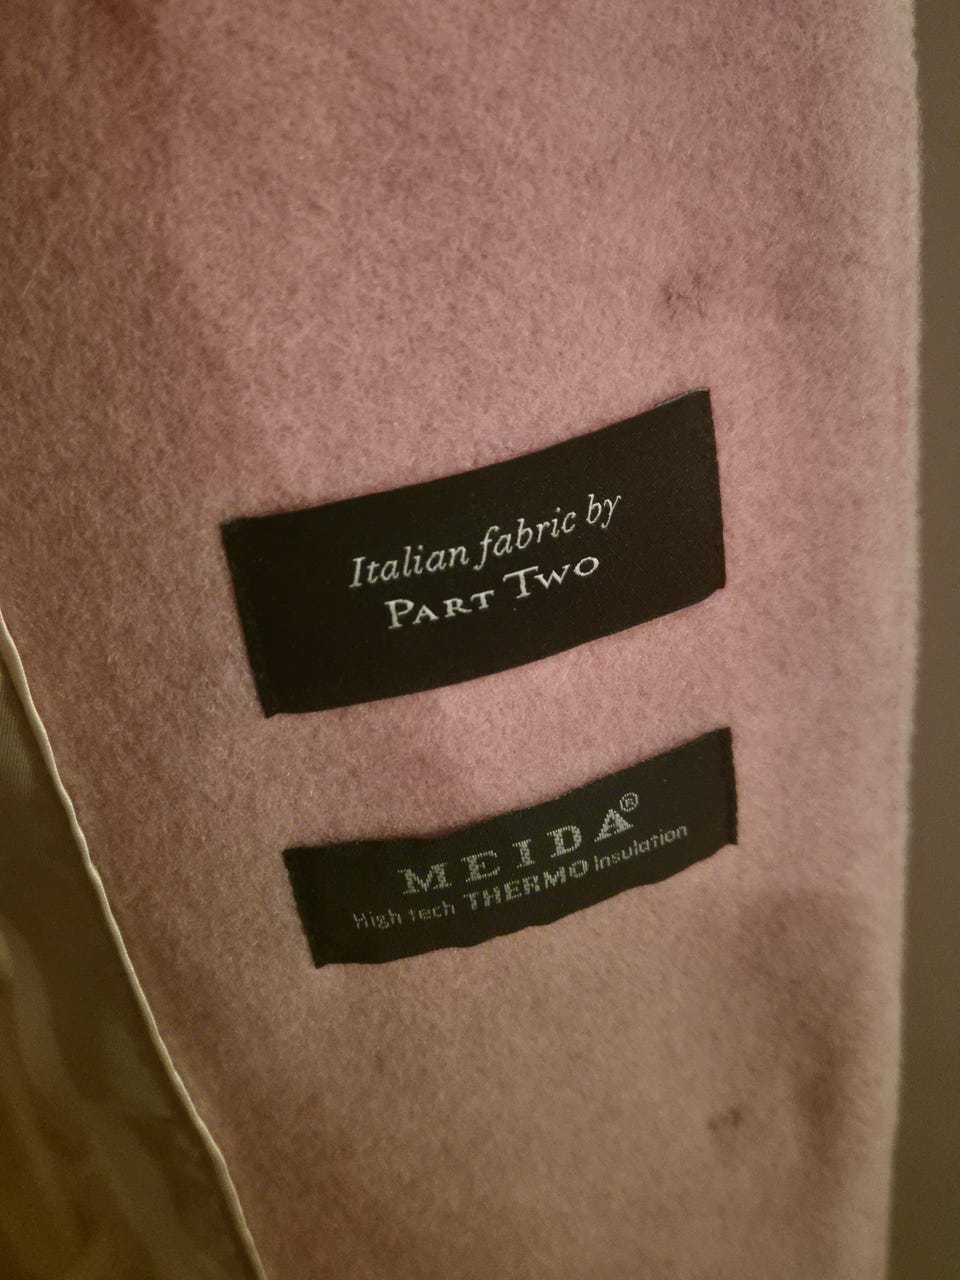 Italian fabric by
PART TWO
MEIDA®
High tech THERMO Insulation